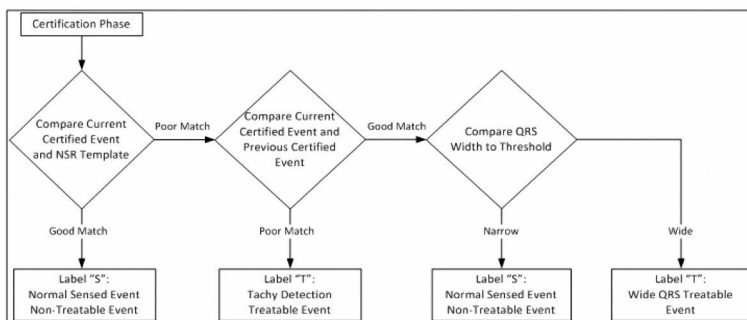 Certification Phase
Compare Current
Certified Event
and NSR Template
Poor Match
Compare Current
Certified Event and
Previous Certified
Event
Good Match
Compare QRS
Width to Threshold
Good Match
Poor Match
Narrow
Wide
Label “S”:
Normal Sensed Event
Non-Treatable Event
Label “T”:
Tachy Detection
Treatable Event
Label “S”:
Normal Sensed Event
Non-Treatable Event
Label “T”:
Wide QRS Treatable
Event